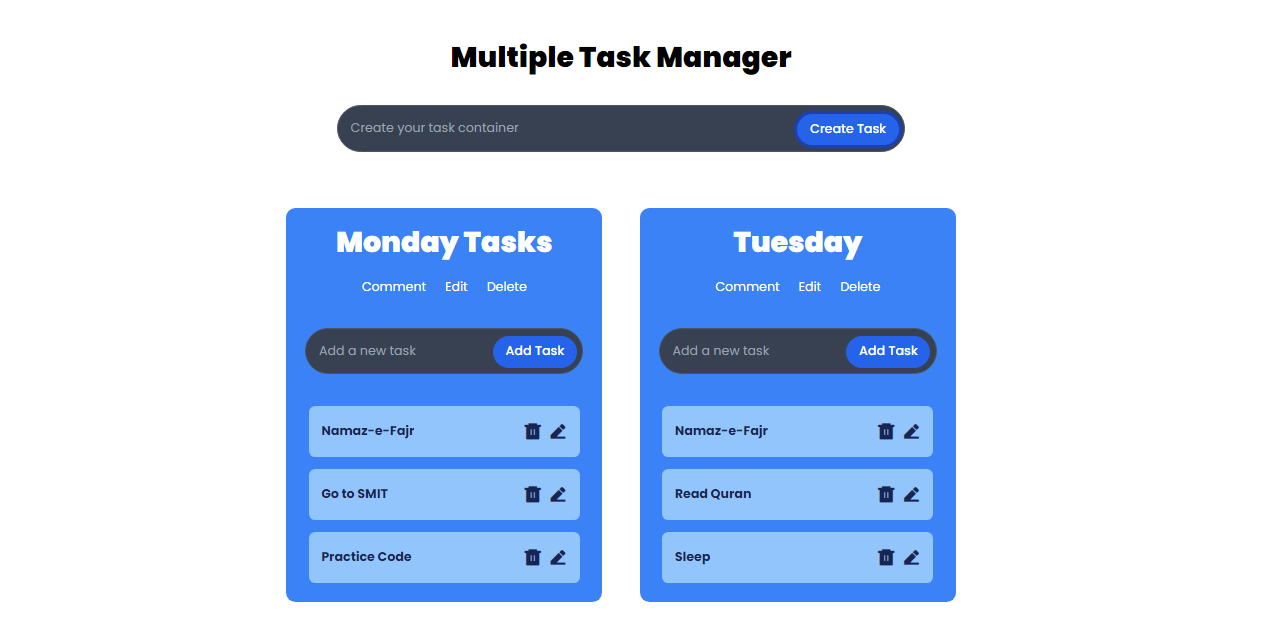 Multiple Task Manager
Create your task container
Create Task
Monday Tasks
Comment Edit Delete
Add a new task
Add Task
Namaz-e-Fajr
Go to SMIT
Practice Code
Tuesday
Comment Edit Delete
Add a new task
Add Task
Namaz-e-Fajr
Read Quran
Sleep